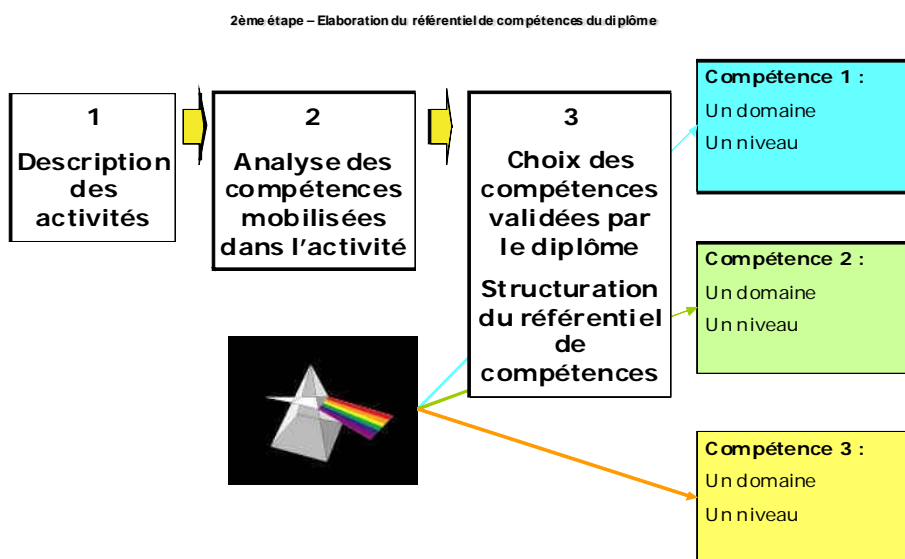 2ème étape – Elaboration du référentiel de compétences du diplôme
1
Description
des
activités
2
Analyse des
compétences
mobilisées
dans l'activité
3
Choix des
compétences
validées par
le diplôme
Structuration
du référentiel
de
compétences
Compétence 1 :
Un domaine
Un niveau
Compétence 2 :
Un domaine
Un niveau
Compétence 3 :
Un domaine
Un niveau